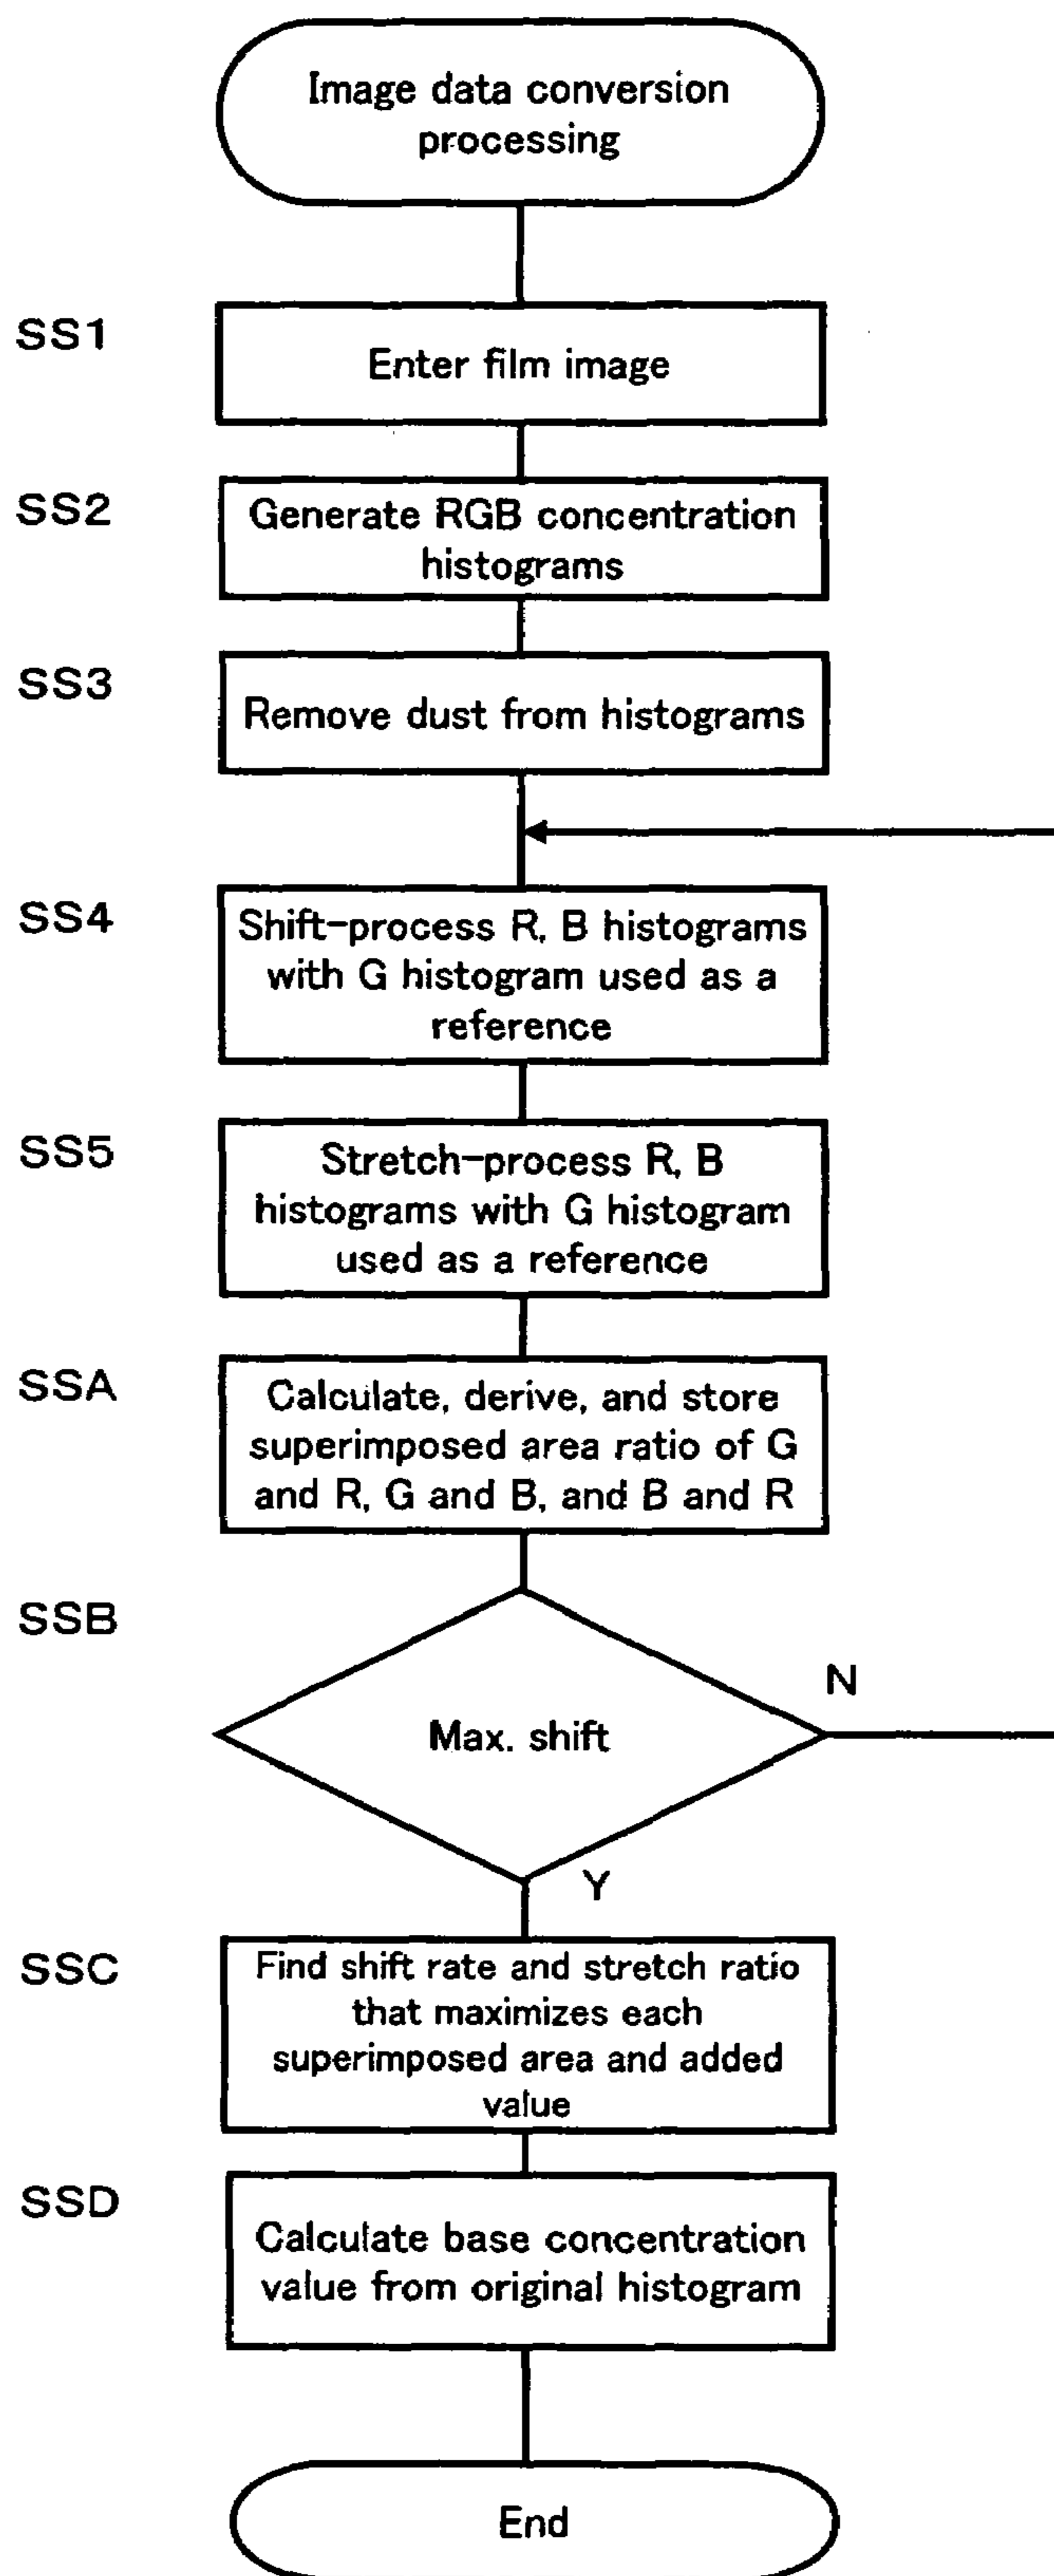 Image data conversion
processing
SS1
Enter film image
SS2
Generate RGB concentration
histograms
SS3
Remove dust from histograms
SS4
Shift-process R, B histograms
with G histogram used as a
reference
SS5
Stretch-process R, B
histograms with G histogram
used as a reference
SSA
Calculate, derive, and store
superimposed area ratio of G
and R, G and B, and B and R
SSB
Max. shift
N
Y
SSC
Find shift rate and stretch ratio
that maximizes each
superimposed area and added
value
SSD
Calculate base concentration
value from original histogram
End